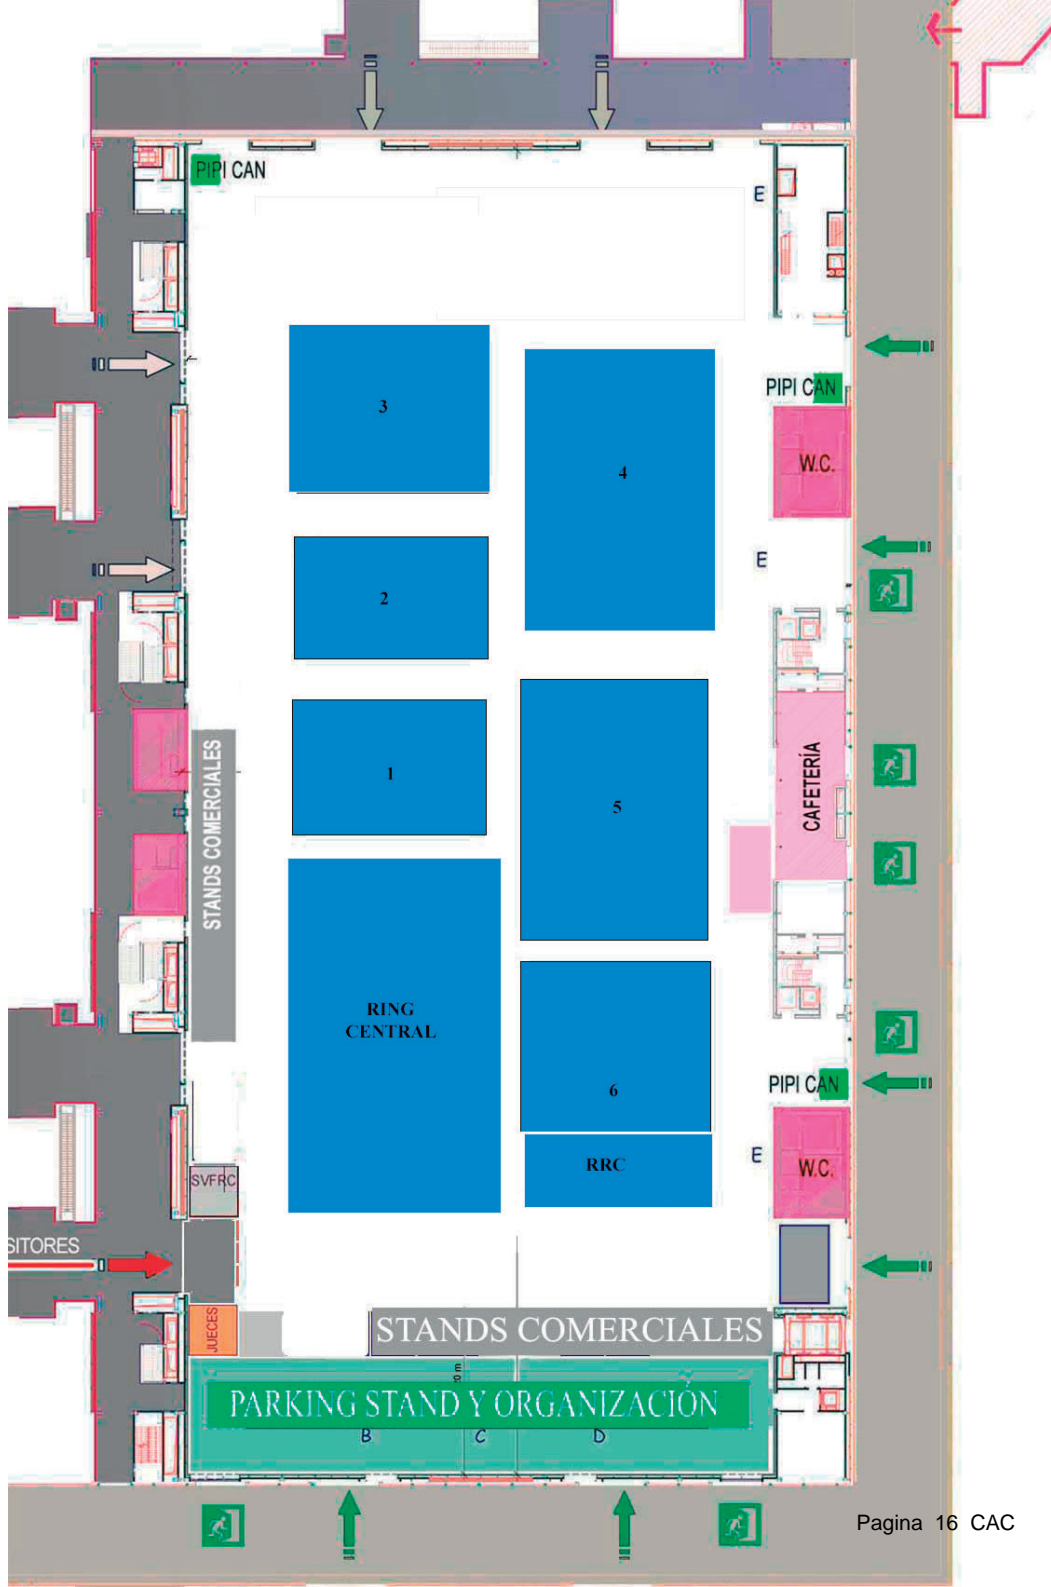 PIPI CAN
E
3
4
PIPI CAN
W.C.
2
E
STANDS COMERCIALES
1
5
CAFETERÍA
RING
CENTRAL
6
PIPI CAN
RRC
E
W.C.
SVFRC
SITORES
JUECES
STANDS COMERCIALES
20 m
PARKING STAND Y ORGANIZACIÓN
B
C
D
Pagina 16 CAC